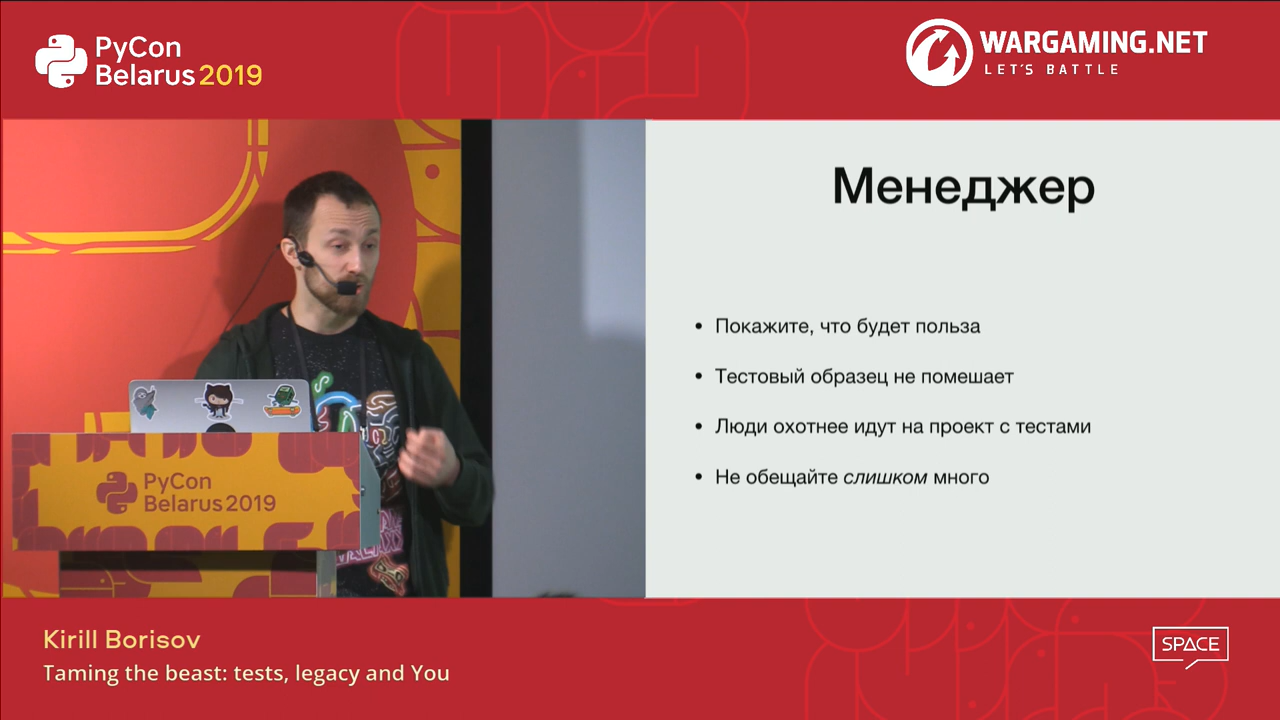 PyCon
Belarus 2019
WARGAMING.NET
LET'S BATTLE
Менеджер
• Покажите, что будет польза
• Тестовый образец не помешает
• Люди охотнее идут на проект с тестами
• Не обещайте слишком много
PyCon
Belarus 2019
Kirill Borisov
Taming the beast: tests, legacy and You
SPACE